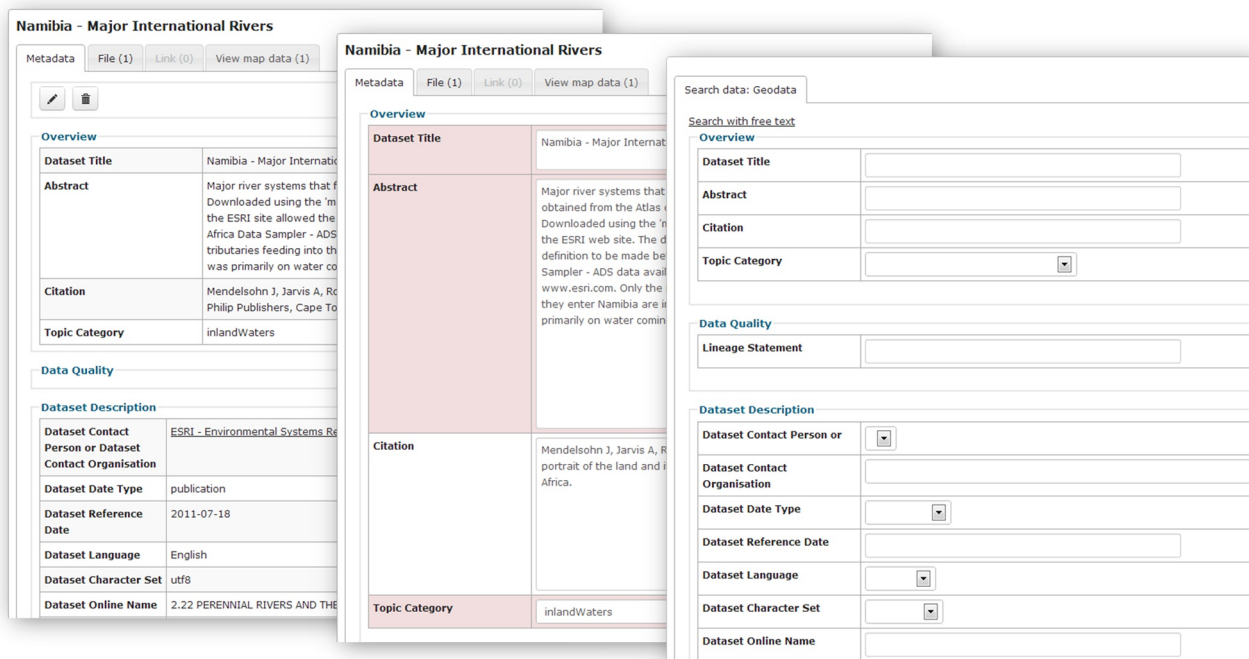 Namibia - Major International Rivers
Metadata
File (1)
Link (0)
View map data (1)
Overview
Dataset Title
Namibia - Major Internatio
Abstract
Major river systems that f
Downloaded using the 'm
the ESRI site allowed the
Africa Data Sampler - ADS
tributaries feeding into th
was primarily on water co
Citation
Mendelsohn J, Jarvis A, Ro
Philip Publishers, Cape To
Topic Category
inlandWaters
Data Quality
Dataset Description
Dataset Contact
Person or Dataset
Contact Organisation
ESRI - Environmental Systems Re
Dataset Date Type
publication
Dataset Reference
Date
2011-07-18
Dataset Language
English
Dataset Character Set
utf8
Dataset Online Name
2.22 PERENNIAL RIVERS AND THE
Namibia - Major International Rivers
Metadata
File (1)
Link (0)
View map data (1)
Overview
Dataset Title
Namibia - Major Internat
Abstract
Major river systems that
obtained from the Atlas
Downloaded using the 'm
the ESRI web site. The d
definition to be made be
Sampler - ADS data avail
www.esri.com. Only the
they enter Namibia are i
primarily on water comin
Citation
Mendelsohn J, Jarvis A, R
portrait of the land and i
Africa.
Topic Category
inlandWaters
Search data: Geodata
Search with free text
Overview
Dataset Title
Abstract
Citation
Topic Category
Data Quality
Lineage Statement
Dataset Description
Dataset Contact Person or
Dataset Contact
Organisation
Dataset Date Type
Dataset Reference Date
Dataset Language
Dataset Character Set
Dataset Online Name